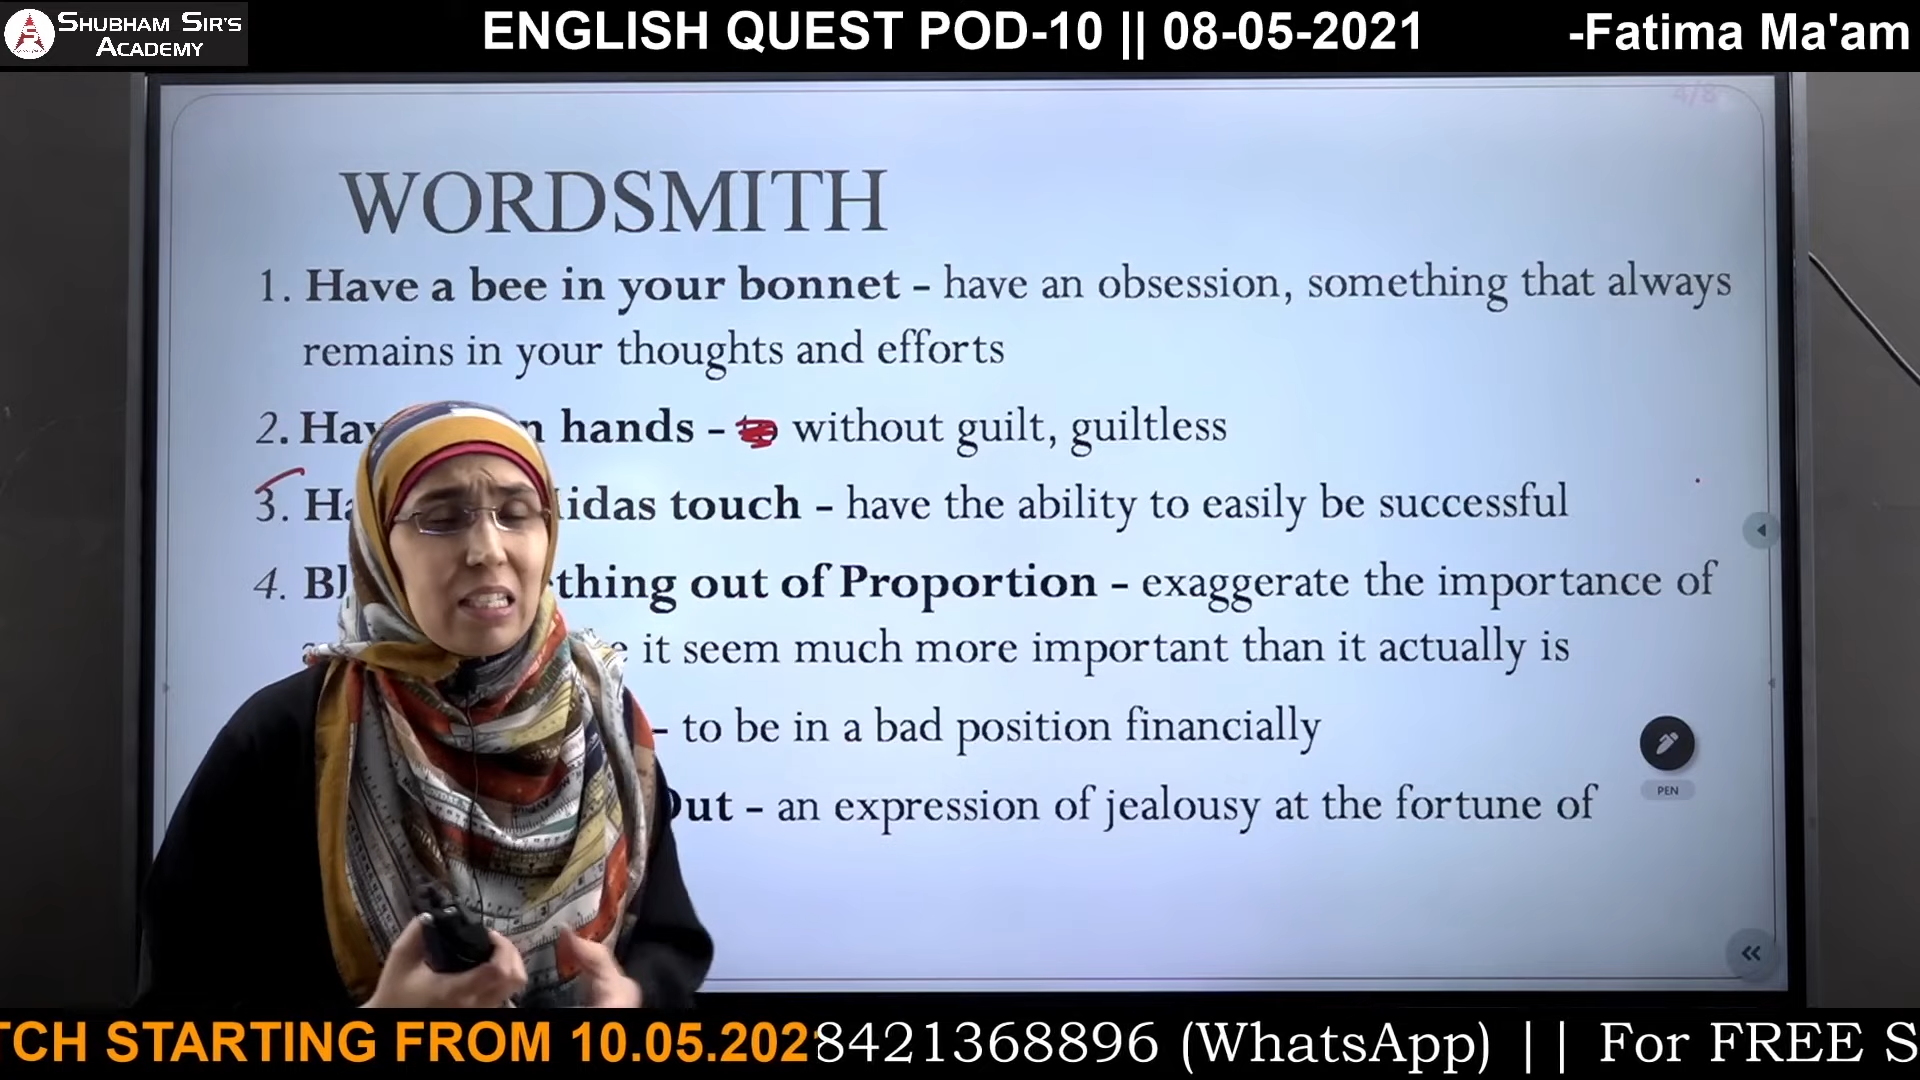 SHUBHAM SIR'S
ACADEMY
ENGLISH QUEST POD-10 || 08-05-2021
-Fatima Ma'am
4/8
WORDSMITH
1. Have a bee in your bonnet - have an obsession, something that always
remains in your thoughts and efforts
2. hands - without guilt, guiltless
3. touch - have the ability to easily be successful
4. out of Proportion - exaggerate the importance of
it seem much more important than it actually is
- to be in a bad position financially
- an expression of jealousy at the fortune of
PEN
STARTING FROM 10.05.202
8421368896 (WhatsApp) || For FREE S